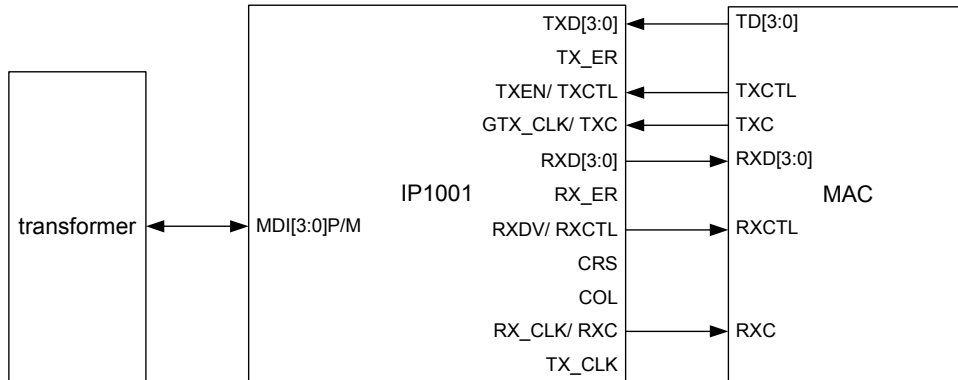 TXD[3:0] TD[3:0]
TX_ER
TXEN/ TXCTL TXCTL
GTX_CLK/ TXC TXC
RXD[3:0] RXD[3:0]
IP1001 RX_ER MAC
transformer MDI[3:0]P/M RXDV/ RXCTL RXCTL
CRS
COL
RX_CLK/ RXC RXC
TX_CLK